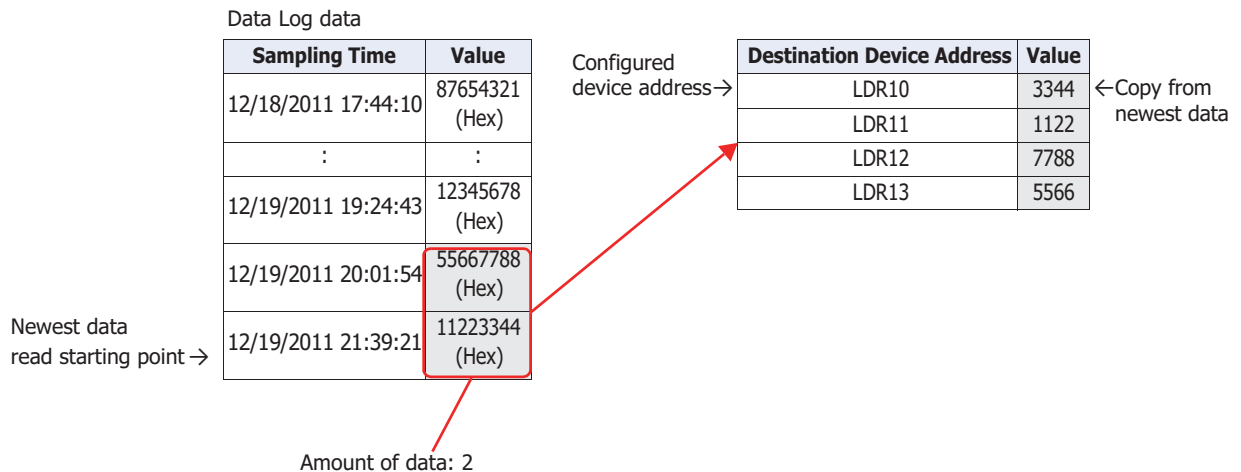 Data Log data
Sampling Time Value
12/18/2011 17:44:10 87654321
(Hex)
: :
12/19/2011 19:24:43 12345678
(Hex)
12/19/2011 20:01:54 55667788
(Hex)
Newest data
read starting point→ 12/19/2011 21:39:21 11223344
(Hex)
Amount of data: 2
Configured
device address→
Destination Device Address Value
LDR10 3344
LDR11 1122
LDR12 7788
LDR13 5566
←Copy from
newest data